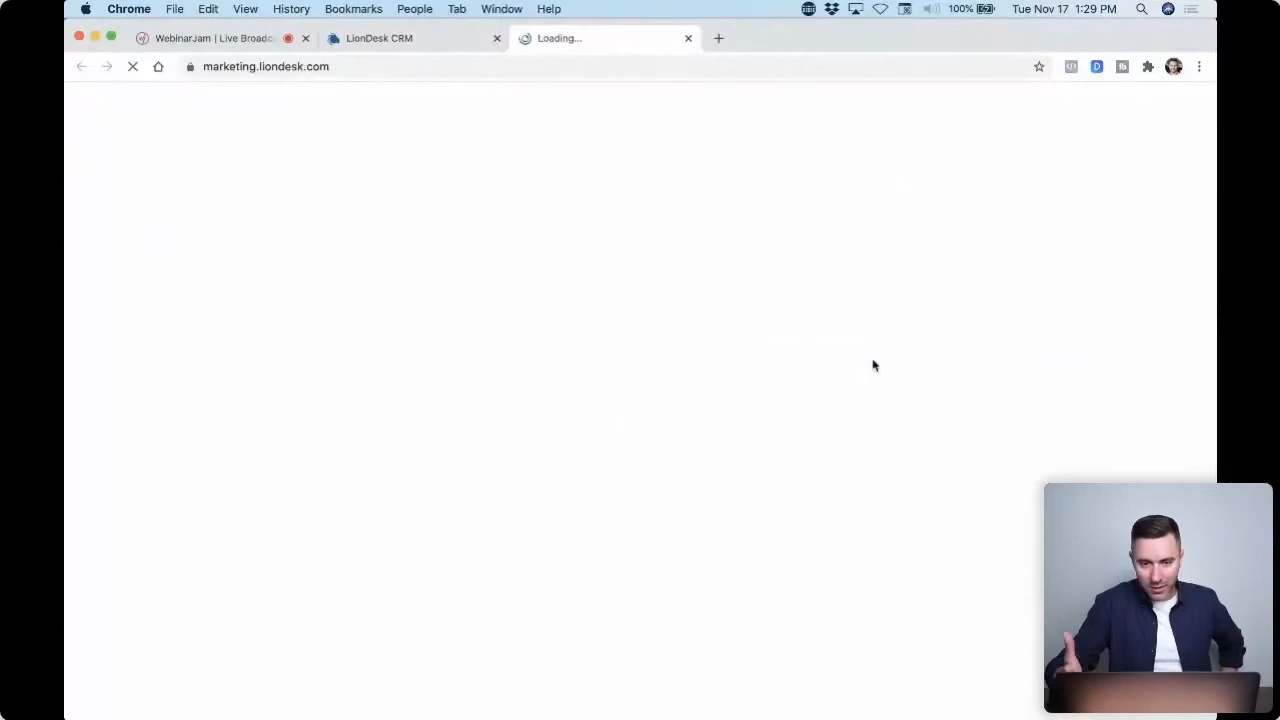 Chrome File Edit View History Bookmarks People Tab Window Help 100% Tue Nov 17 1:29 PM
WebinarJam | Live Broadc LionDesk CRM Loading...
marketing.liondesk.com